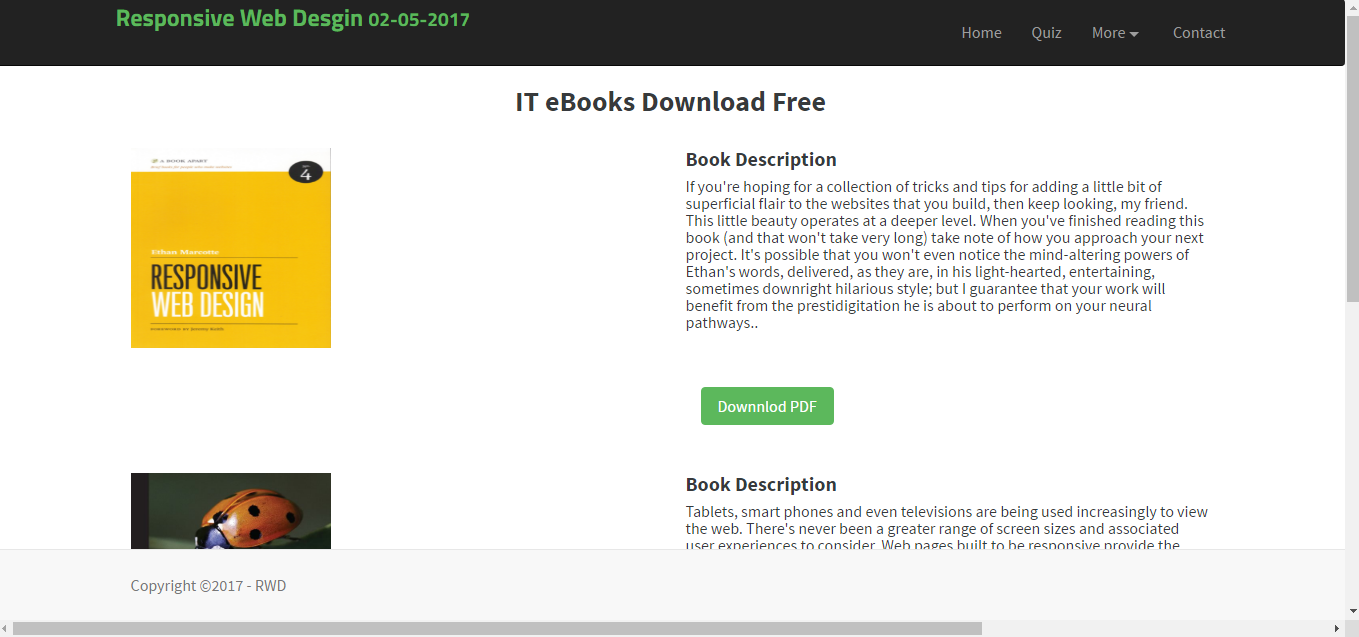 Responsive Web Desgin 02-05-2017
Home Quiz More Contact
IT eBooks Download Free
A BOOK APART
4
Ethan Marcotte
RESPONSIVE
WEB DESIGN
FOREWORD BY Jeremy Keith
Book Description
If you're hoping for a collection of tricks and tips for adding a little bit of
superficial flair to the websites that you build, then keep looking, my friend.
This little beauty operates at a deeper level. When you've finished reading this
book (and that won't take very long) take note of how you approach your next
project. It's possible that you won't even notice the mind-altering powers of
Ethan's words, delivered, as they are, in his light-hearted, entertaining,
sometimes downright hilarious style; but I guarantee that your work will
benefit from the prestidigitation he is about to perform on your neural
pathways..
Downnlod PDF
Book Description
Tablets, smart phones and even televisions are being used increasingly to view
the web. There's never been a greater range of screen sizes and associated
user experiences to consider. Web pages built to be responsive provide the
Copyright ©2017 - RWD